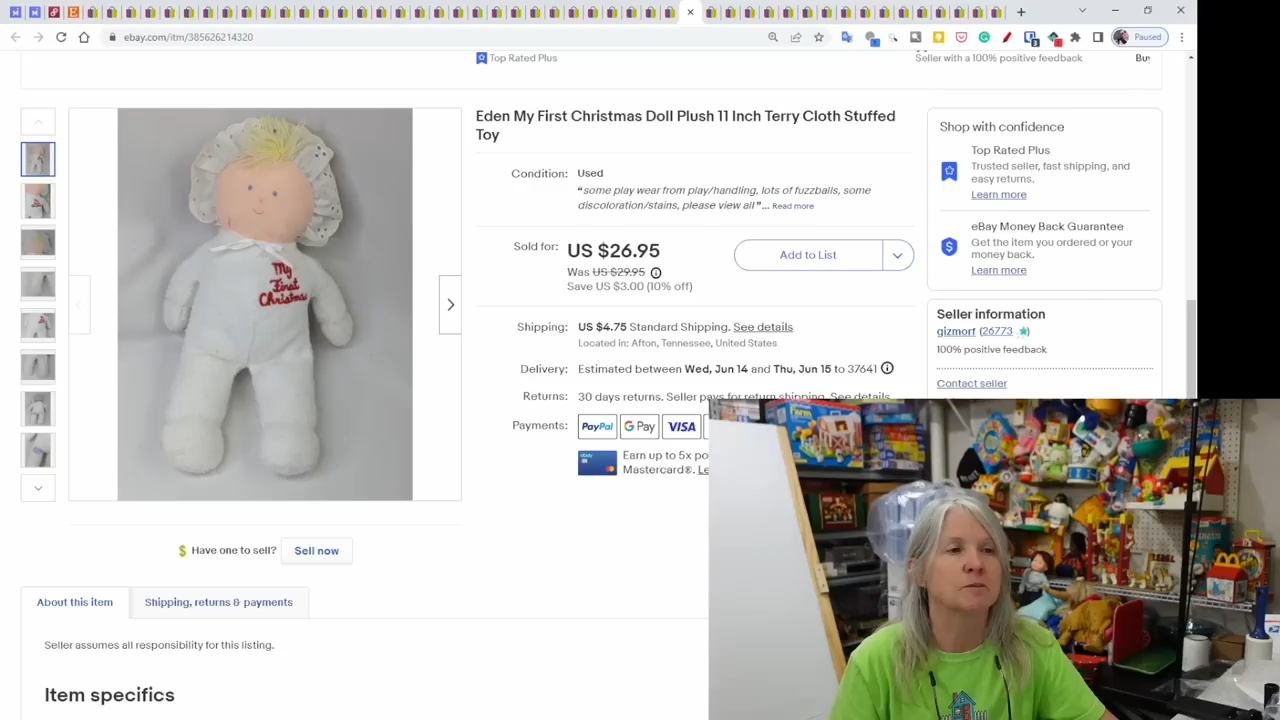 ebay.com/itm/385626214320
Paused
Top Rated Plus
Seller with a 100% positive feedback
Eden My First Christmas Doll Plush 11 Inch Terry Cloth Stuffed
Toy
Condition: Used
“some play wear from play/handling, lots of fuzzballs, some
discoloration/stains, please view all” ... Read more
Sold for: US $26.95
Add to List
Was US $29.95
Save US $3.00 (10% off)
Shipping: US $4.75 Standard Shipping. See details
Located in: Afton, Tennessee, United States
Delivery: Estimated between Wed, Jun 14 and Thu, Jun 15 to 37641
Returns: 30 days returns. Seller pays for return shipping. See details
Payments: PayPal G Pay VISA
Earn up to 5x po
Mastercard®. Le
Shop with confidence
Top Rated Plus
Trusted seller, fast shipping, and
easy returns.
Learn more
eBay Money Back Guarantee
Get the item you ordered or your
money back.
Learn more
Seller information
gizmorf (26773)
100% positive feedback
Contact seller
My
First
Christmas
Have one to sell? Sell now
About this item
Shipping, returns & payments
Seller assumes all responsibility for this listing.
Item specifics